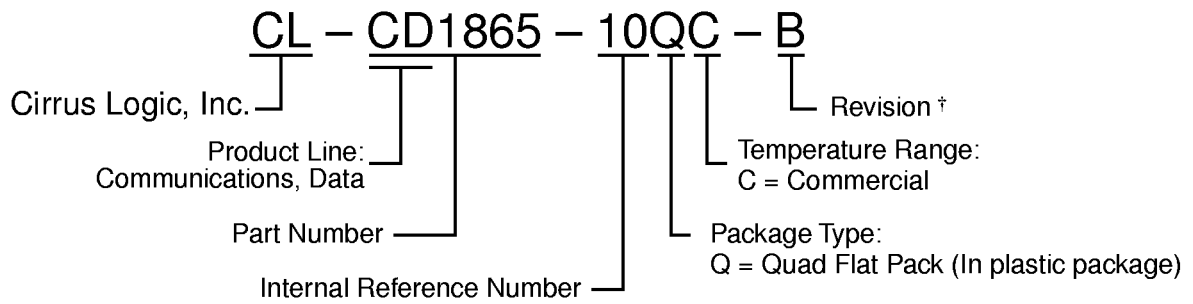 CL – CD1865 – 10QC – B
Cirrus Logic, Inc.
Revision †
Product Line:
Communications, Data
Temperature Range:
C = Commercial
Part Number
Package Type:
Q = Quad Flat Pack (In plastic package)
Internal Reference Number